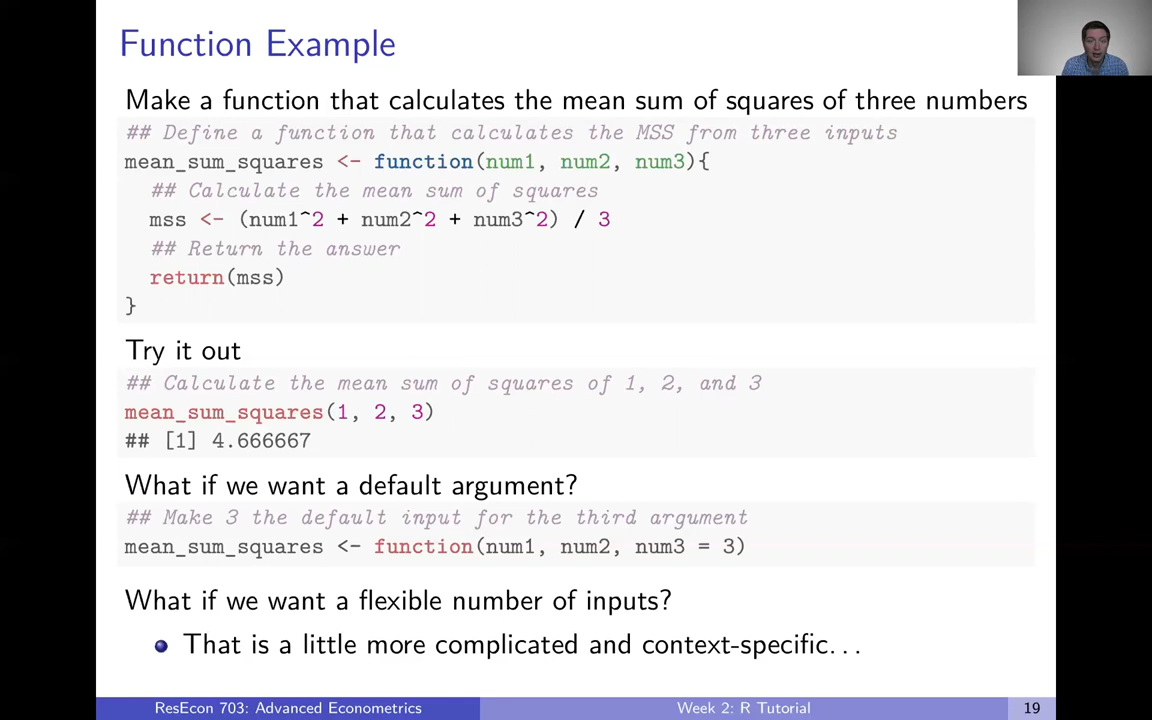 Function Example
Make a function that calculates the mean sum of squares of three numbers
## Define a function that calculates the MSS from three inputs
mean_sum_squares <- function(num1, num2, num3){
## Calculate the mean sum of squares
mss <- (num1^2 + num2^2 + num3^2) / 3
## Return the answer
return(mss)
}
Try it out
## Calculate the mean sum of squares of 1, 2, and 3
mean_sum_squares(1, 2, 3)
## [1] 4.666667
What if we want a default argument?
## Make 3 the default input for the third argument
mean_sum_squares <- function(num1, num2, num3 = 3)
What if we want a flexible number of inputs?
That is a little more complicated and context-specific...
ResEcon 703: Advanced Econometrics
Week 2: R Tutorial
19